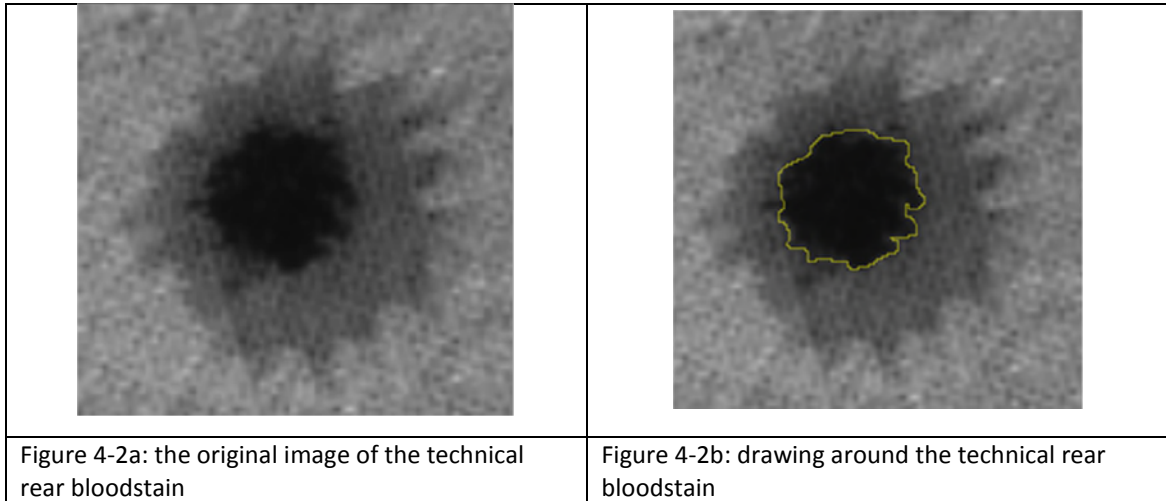 Figure 4-2a: the original image of the technical
rear bloodstain
Figure 4-2b: drawing around the technical rear
bloodstain